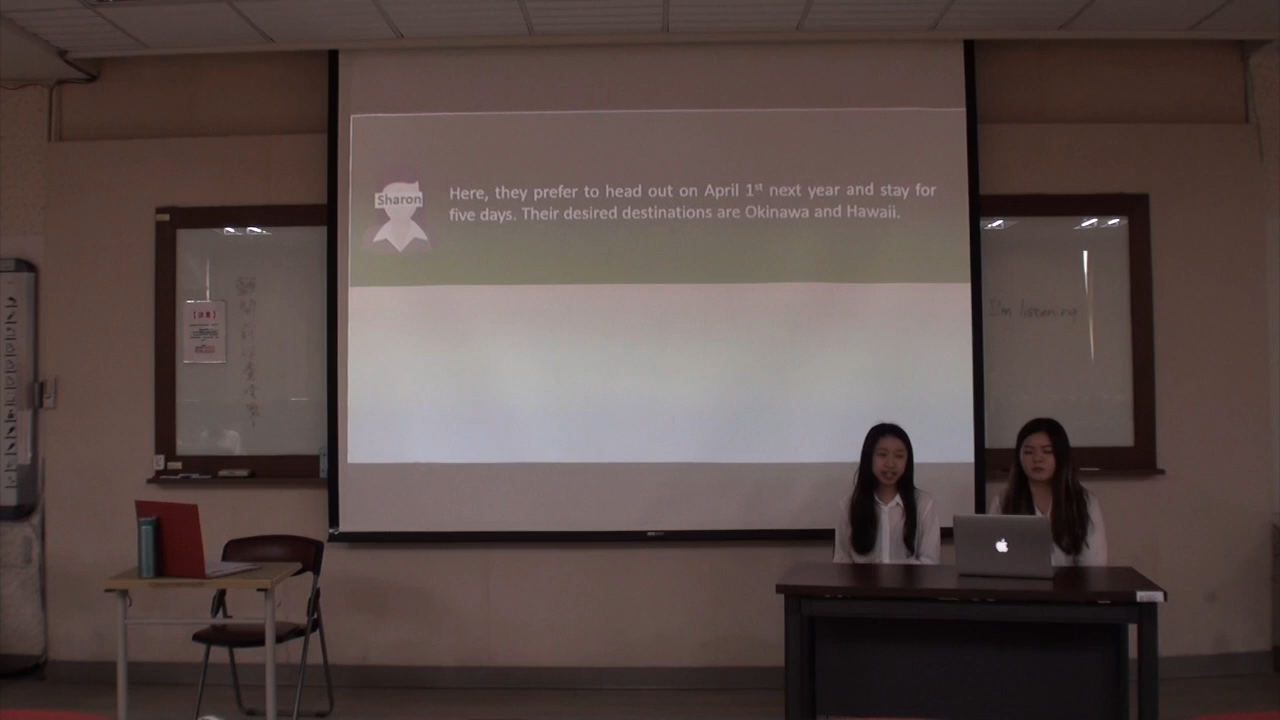 Sharon
Here, they prefer to head out on April 1st next year and stay for
five days. Their desired destinations are Okinawa and Hawaii.
I'm listening